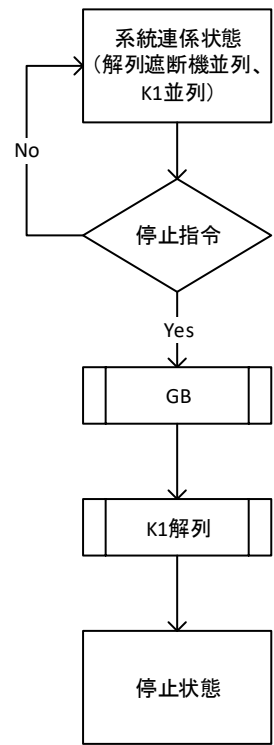 系統連係状態
（解列遮断機並列、
K1並列）
No
停止指令
Yes
GB
K1解列
停止状態